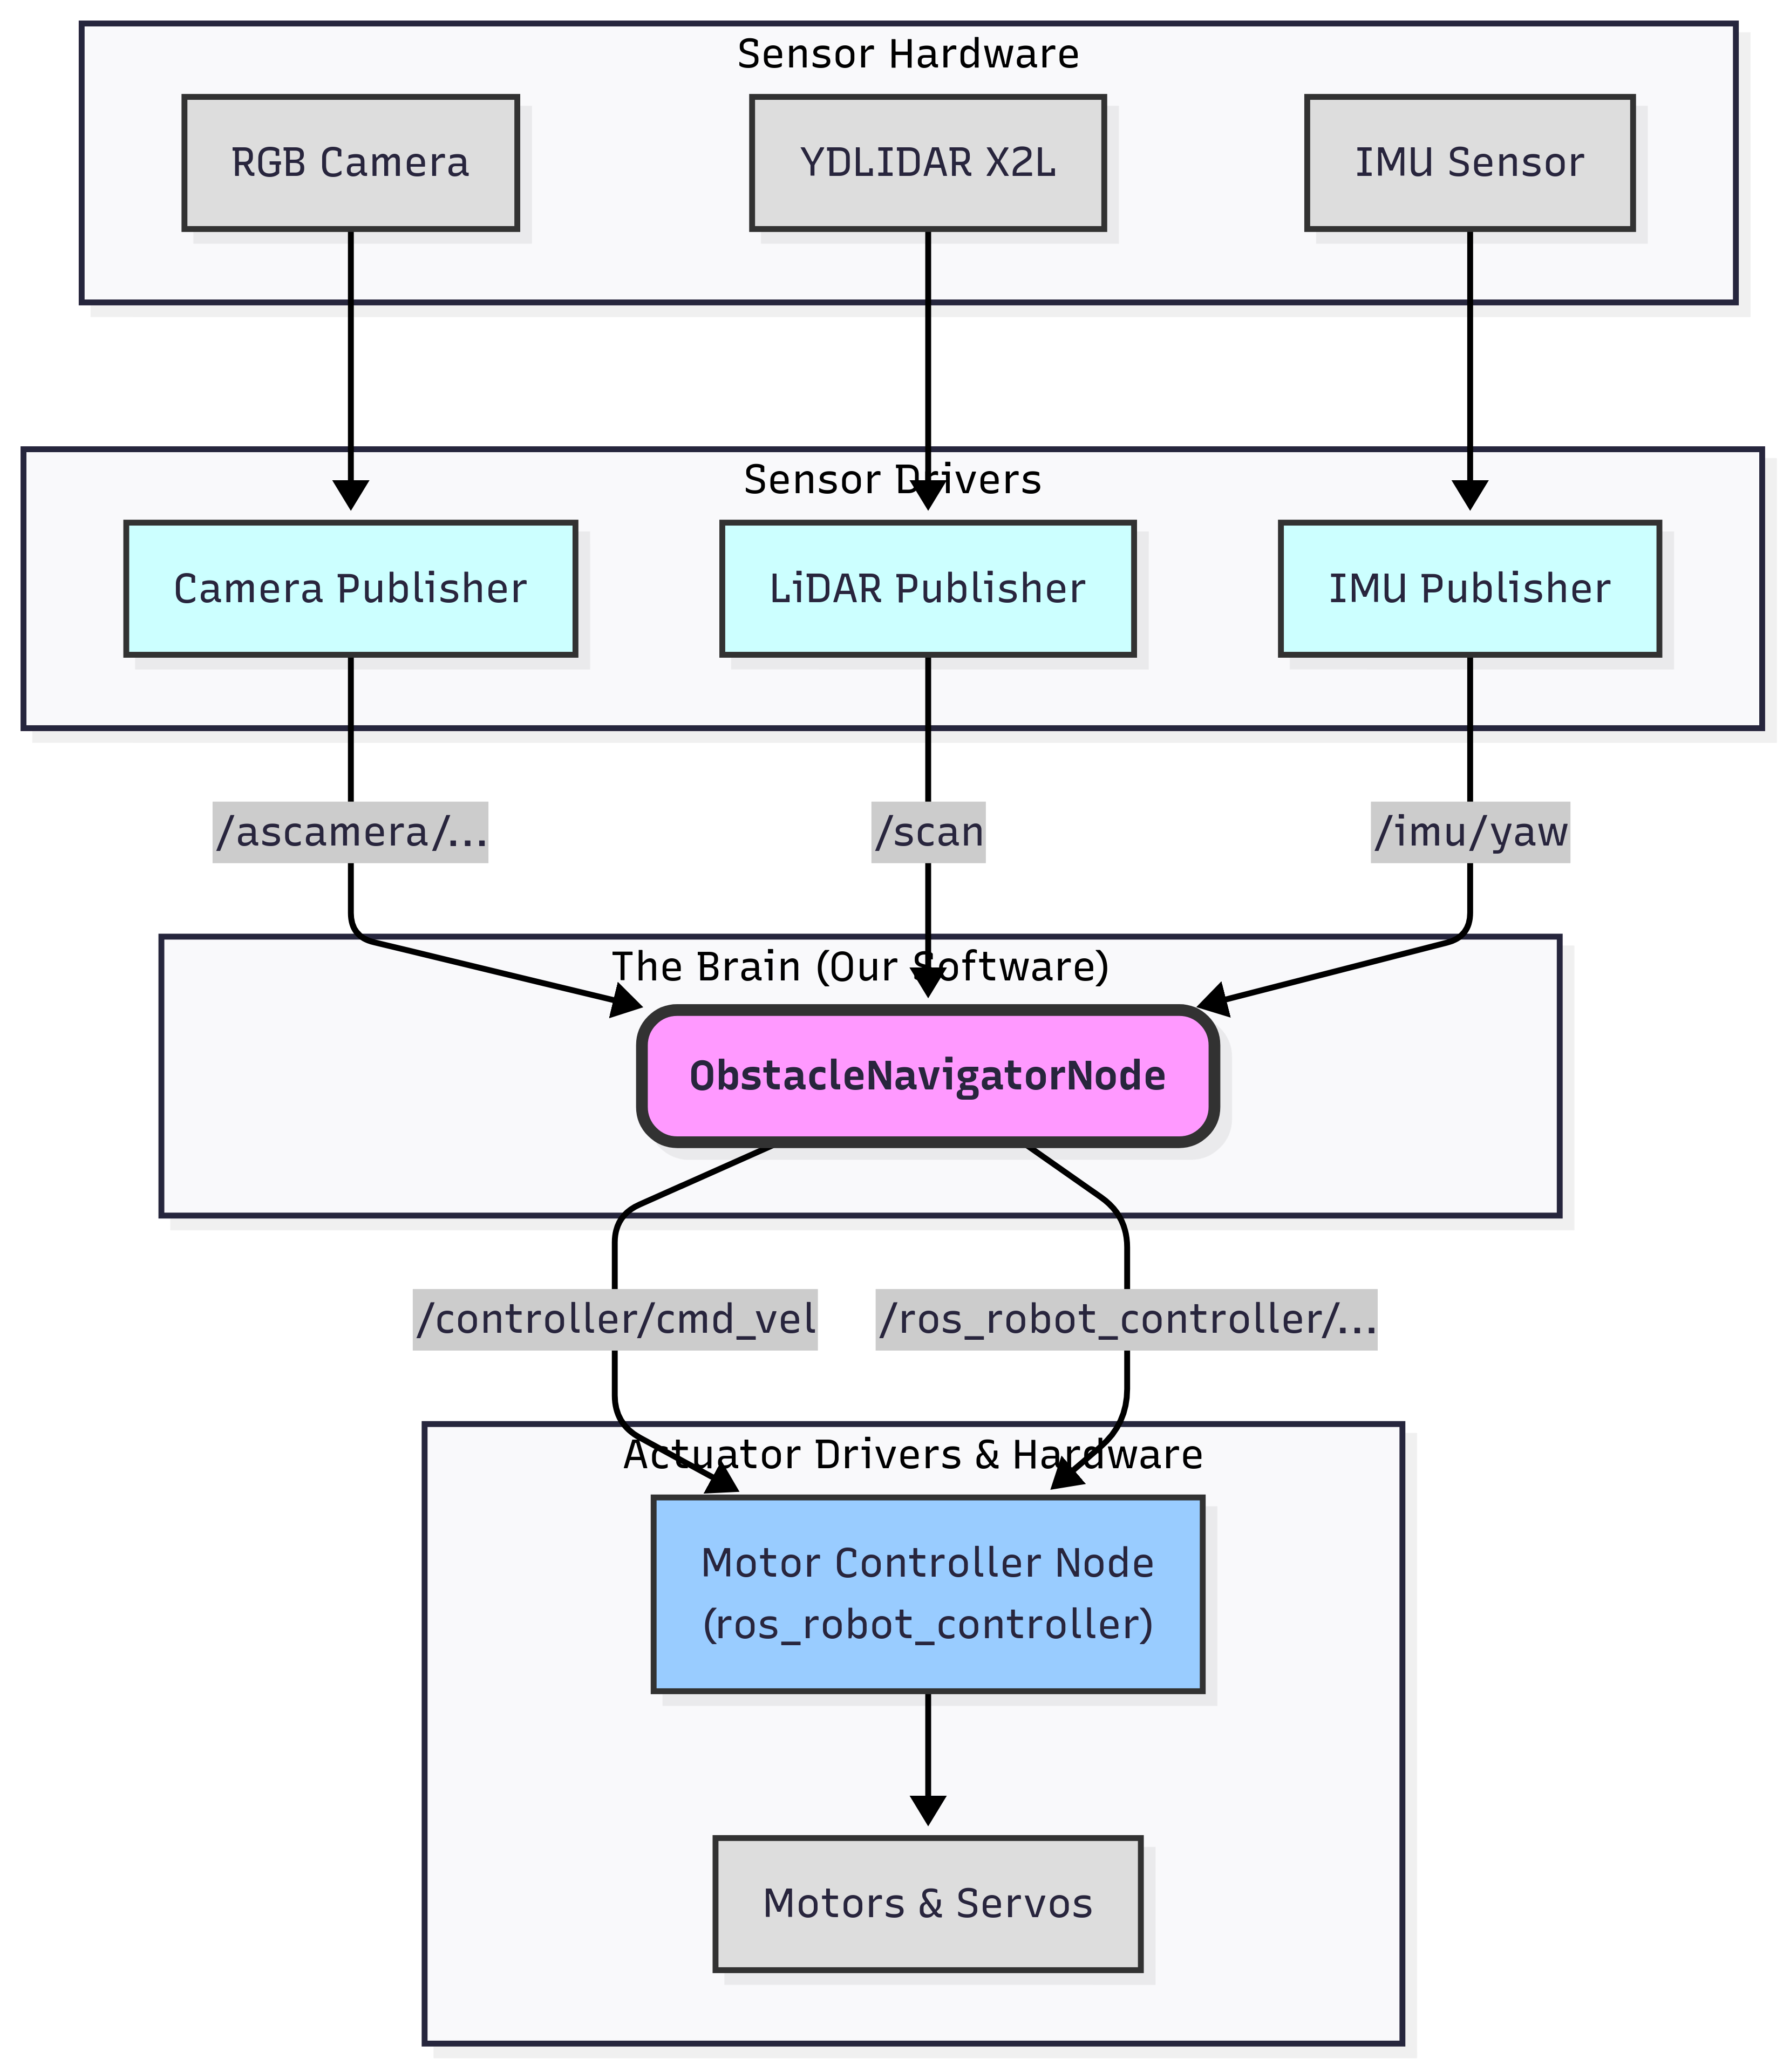 Sensor Hardware
RGB Camera
YDLIDAR X2L
IMU Sensor
Sensor Drivers
Camera Publisher
LiDAR Publisher
IMU Publisher
/ascamera/...
/scan
/imu/yaw
The Brain (Our Software)
ObstacleNavigatorNode
/controller/cmd_vel
/ros_robot_controller/...
Actuator Drivers & Hardware
Motor Controller Node
(ros_robot_controller)
Motors & Servos